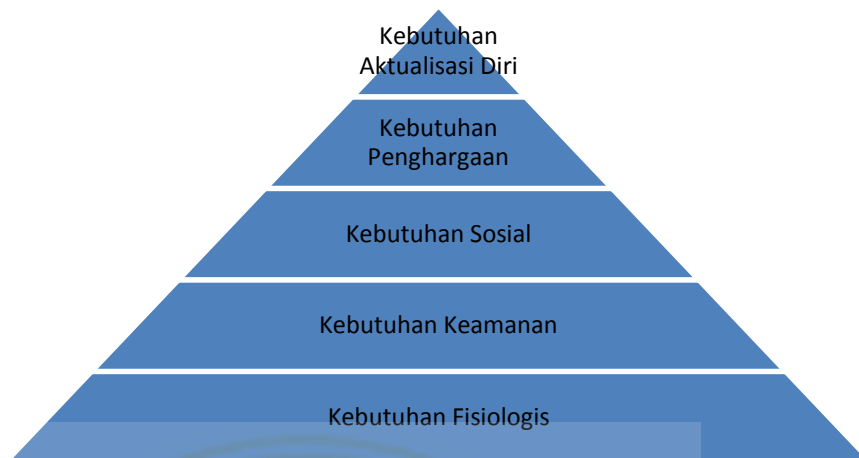 Kebutuhan
Aktualisasi Diri
Kebutuhan
Penghargaan
Kebutuhan Sosial
Kebutuhan Keamanan
Kebutuhan Fisiologis